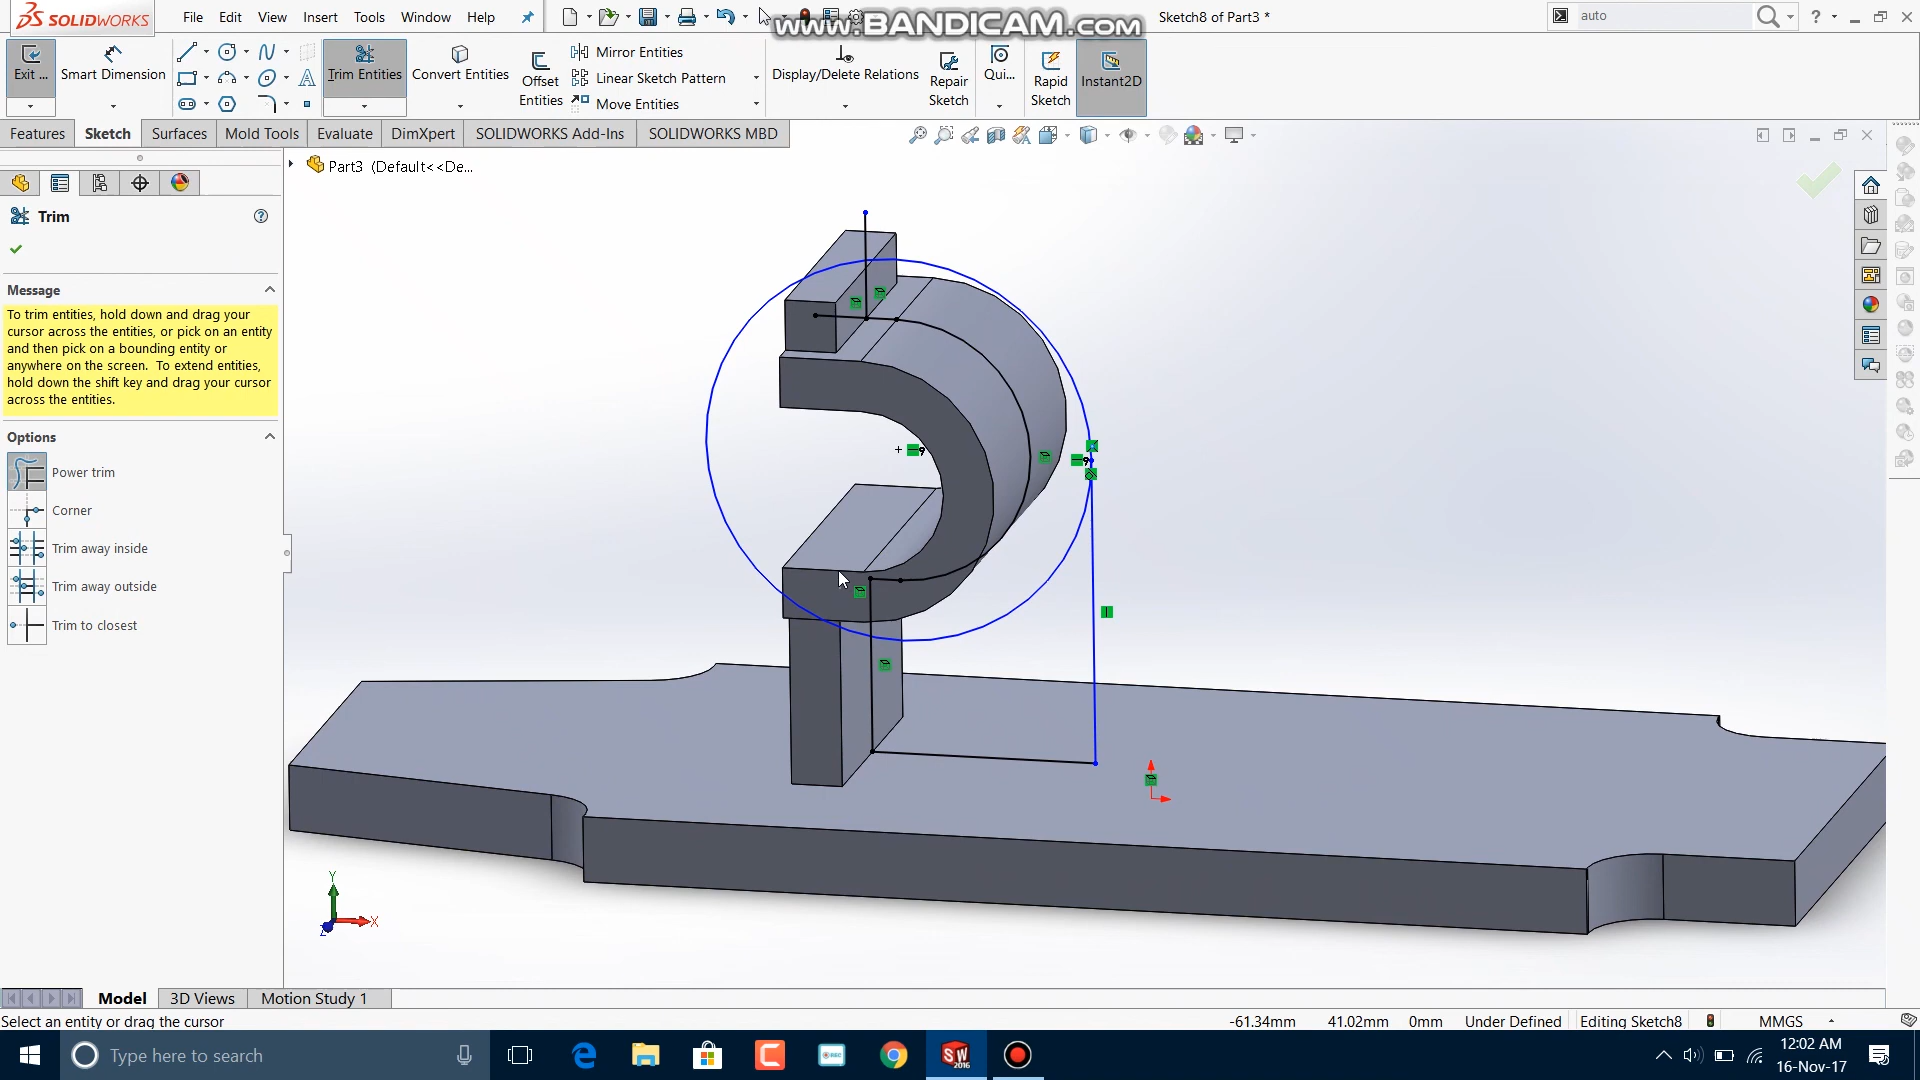 SOLIDWORKS
File
Edit
View
Insert
Tools
Window
Help
www.BANDICAM.com
Sketch8 of Part3 *
auto
Exit ...
Smart Dimension
Trim Entities
Convert Entities
Offset
Entities
Mirror Entities
Linear Sketch Pattern
Move Entities
Display/Delete Relations
Repair
Sketch
Qui...
Rapid
Sketch
Instant2D
Features
Sketch
Surfaces
Mold Tools
Evaluate
DimXpert
SOLIDWORKS Add-Ins
SOLIDWORKS MBD
Part3 (Default<<De...
Trim
Message
To trim entities, hold down and drag your
cursor across the entities, or pick on an entity
and then pick on a bounding entity or
anywhere on the screen. To extend entities,
hold down the shift key and drag your cursor
across the entities.
Options
Power trim
Corner
Trim away inside
Trim away outside
Trim to closest
9
9
Y
X
Z
Model
3D Views
Motion Study 1
Select an entity or drag the cursor
-61.34mm
41.02mm
0mm
Under Defined
Editing Sketch8
MMGS
Type here to search
REC
SW
2016
12:02 AM
16-Nov-17